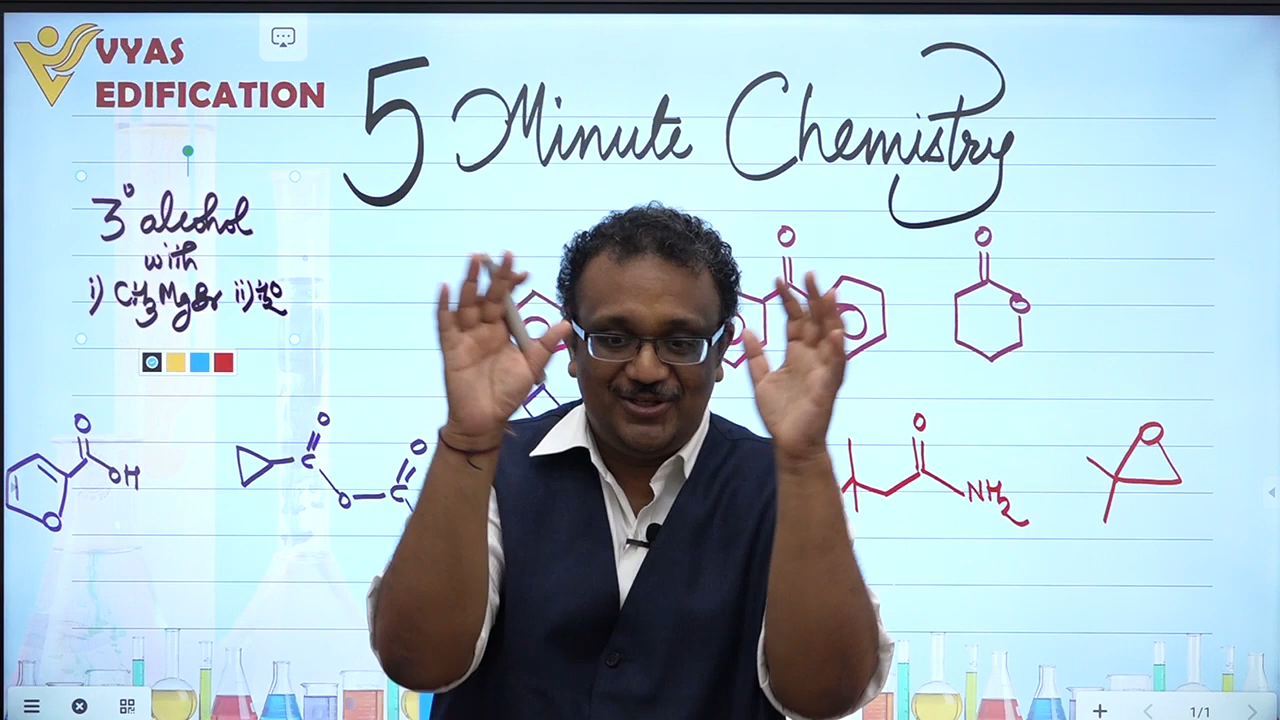 VYAS
EDIFICATION
5 Minute Chemistry
3° alcohol
with
i) CH3MgBr ii) H2O
O
O
O
OH
O
O
C
O
O
C
O
NH2
O
O
1/1